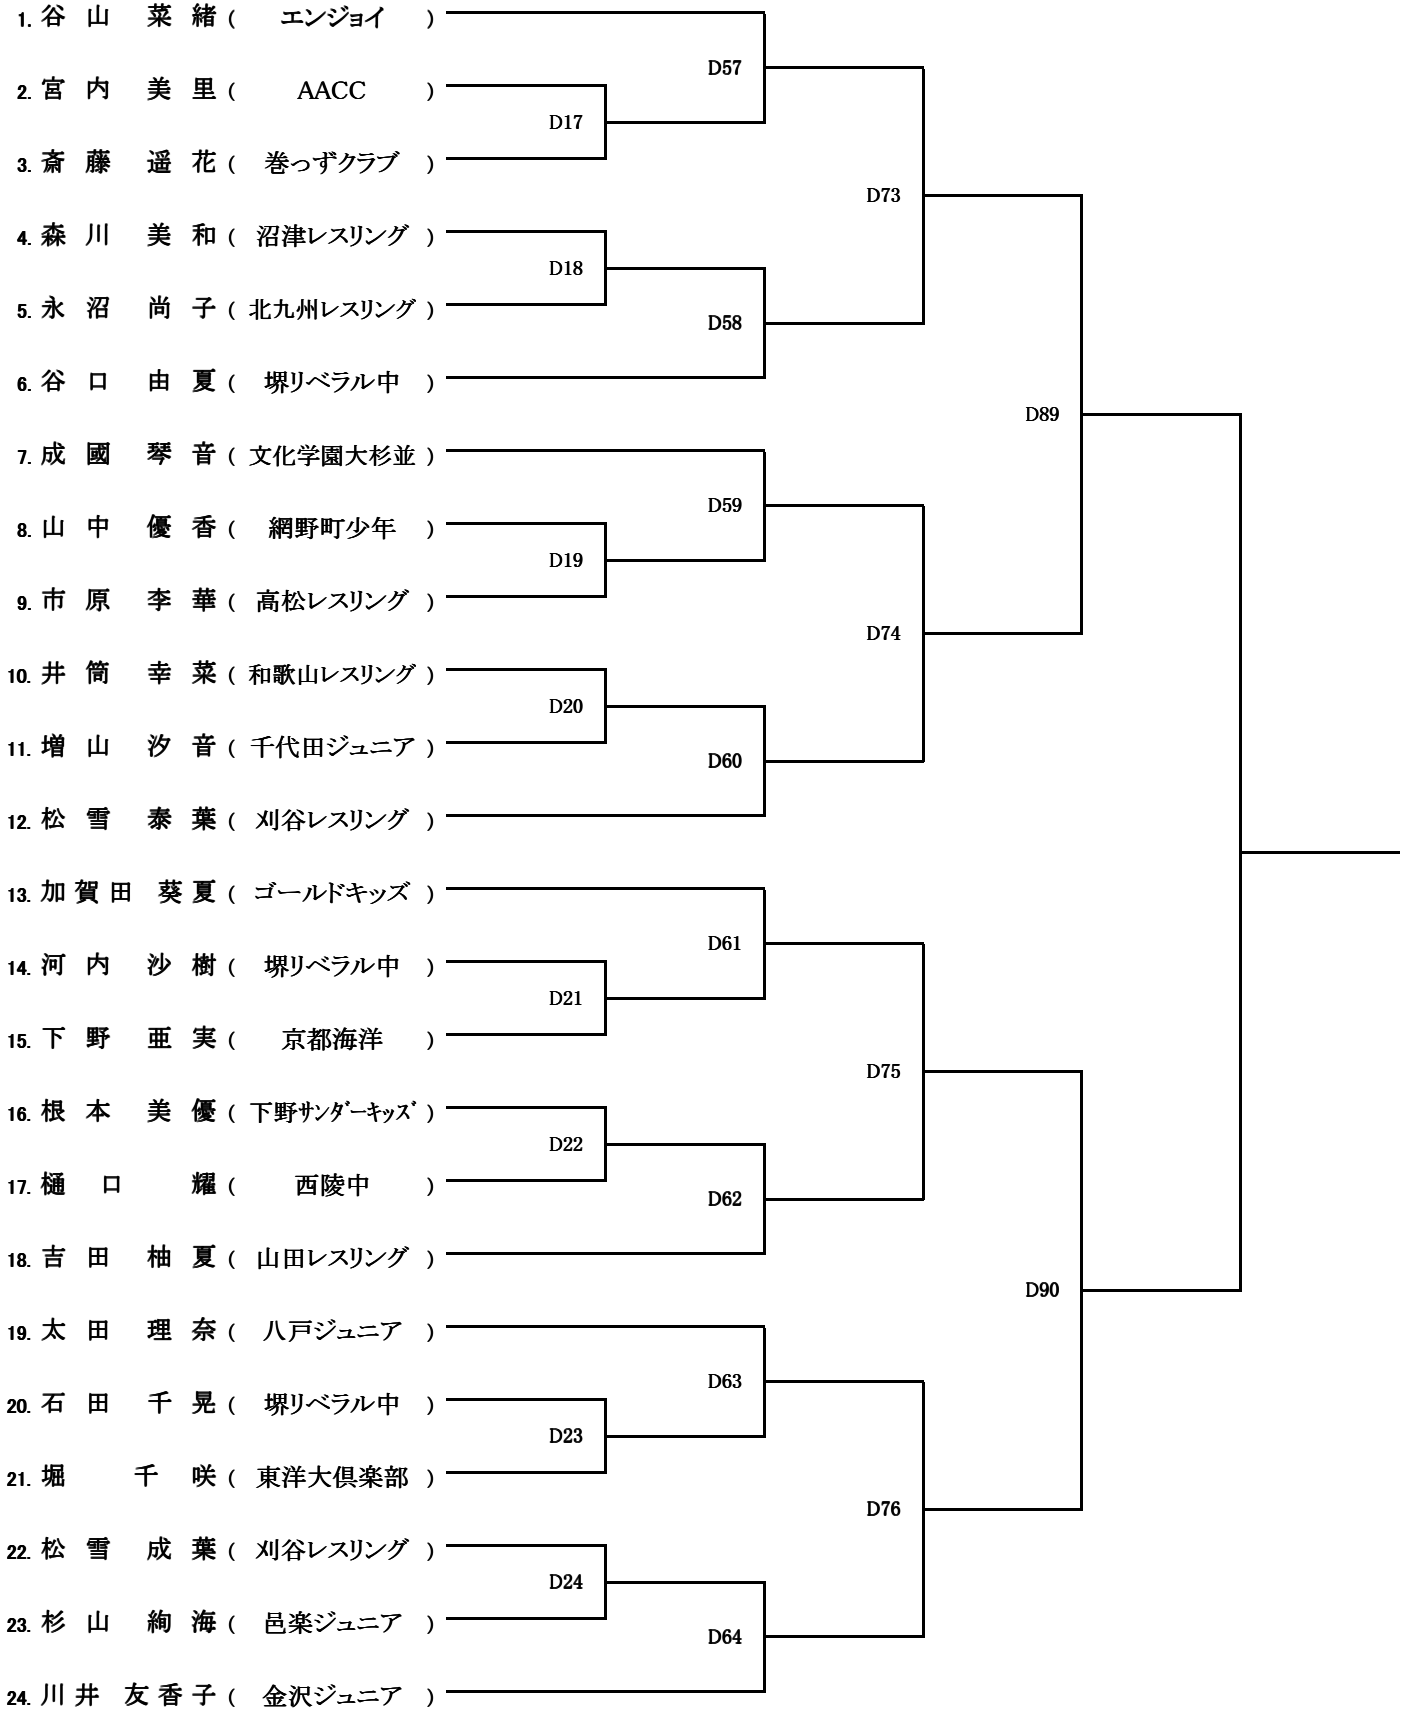 1. 谷山 菜緒 ( エンジョイ )
D57
2. 宮内 美里 ( AACC )
D17
3. 斎藤 遥花 ( 巻っずクラブ )
D73
4. 森川 美和 ( 沼津レスリング )
D18
5. 永沼 尚子 ( 北九州レスリング )
D58
6. 谷口 由夏 ( 堺リベラル中 )
D89
7. 成國 琴音 ( 文化学園大杉並 )
D59
8. 山中 優香 ( 網野町少年 )
D19
9. 市原 李華 ( 高松レスリング )
D74
10. 井筒 幸菜 ( 和歌山レスリング )
D20
11. 増山 汐音 ( 千代田ジュニア )
D60
12. 松雪 泰葉 ( 刈谷レスリング )
13. 加賀田 葵夏 ( ゴールドキッズ )
D61
14. 河内 沙樹 ( 堺リベラル中 )
D21
15. 下野 亜実 ( 京都海洋 )
D75
16. 根本 美優 ( 下野サンダーキッズ )
D22
17. 樋口 耀 ( 西陵中 )
D62
18. 吉田 柚夏 ( 山田レスリング )
D90
19. 太田 理奈 ( 八戸ジュニア )
D63
20. 石田 千晃 ( 堺リベラル中 )
D23
21. 堀 千咲 ( 東洋大倶楽部 )
D76
22. 松雪 成葉 ( 刈谷レスリング )
D24
23. 杉山 絢海 ( 邑楽ジュニア )
D64
24. 川井 友香子 ( 金沢ジュニア )